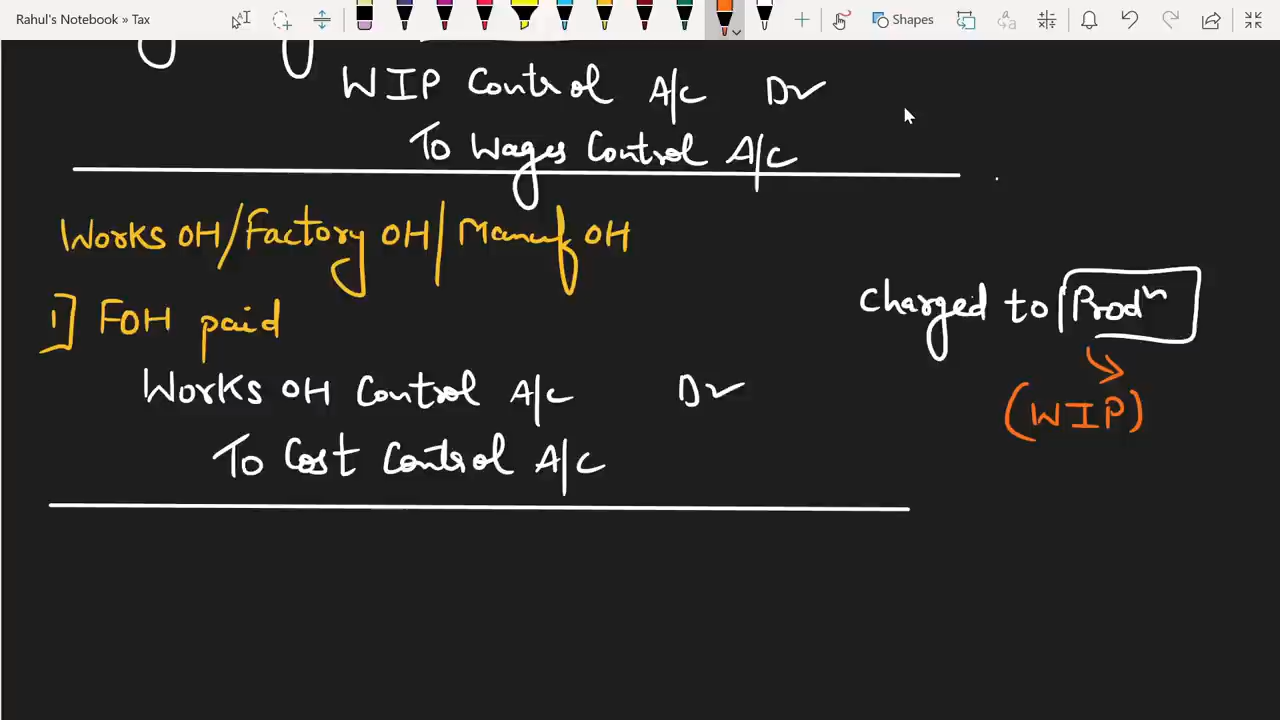 Rahul's Notebook » Tax
Shapes
WIP Control A/c Dr
To Wages Control A/c
Works OH/Factory OH/Manuf OH
1] FOH paid
Charged to Prodn
(WIP)
Works OH Control A/c Dr
To Cost Control A/c